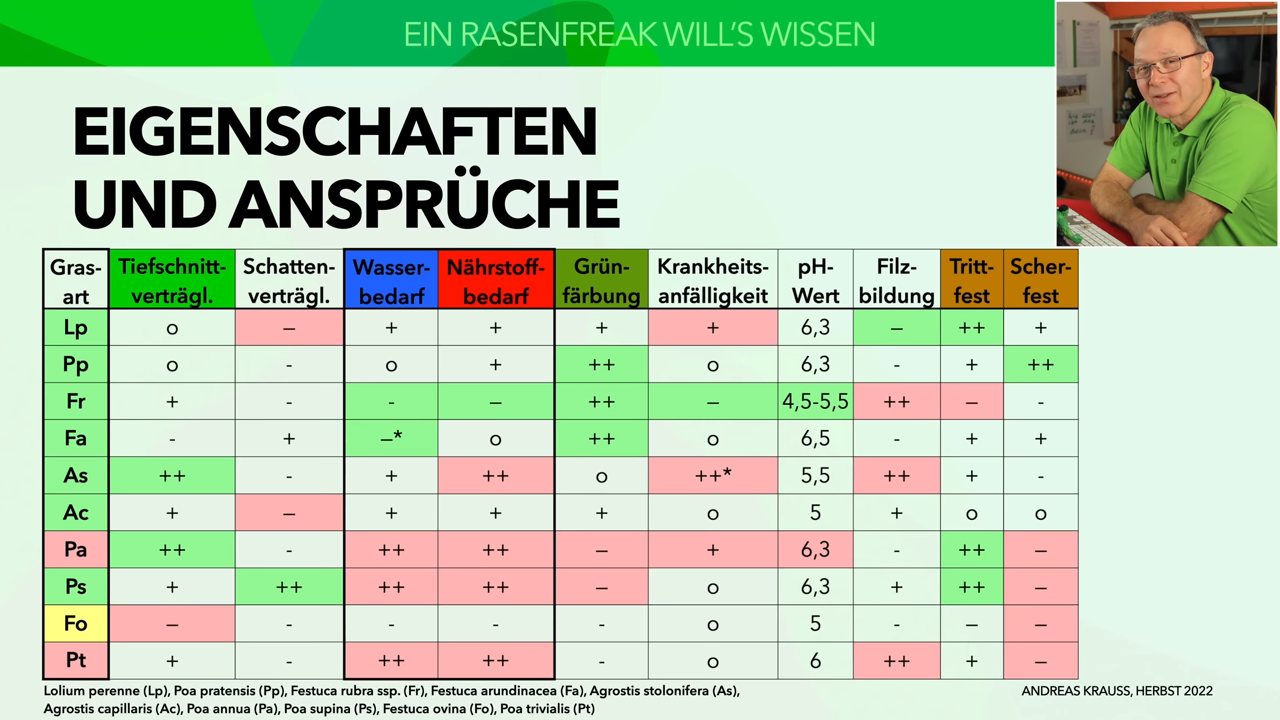 EIN RASENFREAK WILL'S WISSEN
EIGENSCHAFTEN
UND ANSPRÜCHE
Gras-art Tiefschnitt-verträgl. Schatten-verträgl. Wasser-bedarf Nährstoff-bedarf Grün-färbung Krankheits-anfälligkeit pH-Wert Filz-bildung Tritt-fest Scher-fest
Lp o – + + + + 6,3 – ++ +
Pp o - o + ++ o 6,3 - + ++
Fr + - - – ++ – 4,5-5,5 ++ – -
Fa - + –* o ++ o 6,5 - + +
As ++ - + ++ o ++* 5,5 ++ + -
Ac + – + + + o 5 + o o
Pa ++ - ++ ++ – + 6,3 - ++ –
Ps + ++ ++ ++ – o 6,3 + ++ –
Fo – - - - - o 5 - – –
Pt + - ++ ++ - o 6 ++ + –
Lolium perenne (Lp), Poa pratensis (Pp), Festuca rubra ssp. (Fr), Festuca arundinacea (Fa), Agrostis stolonifera (As),
Agrostis capillaris (Ac), Poa annua (Pa), Poa supina (Ps), Festuca ovina (Fo), Poa trivialis (Pt)
ANDREAS KRAUSS, HERBST 2022